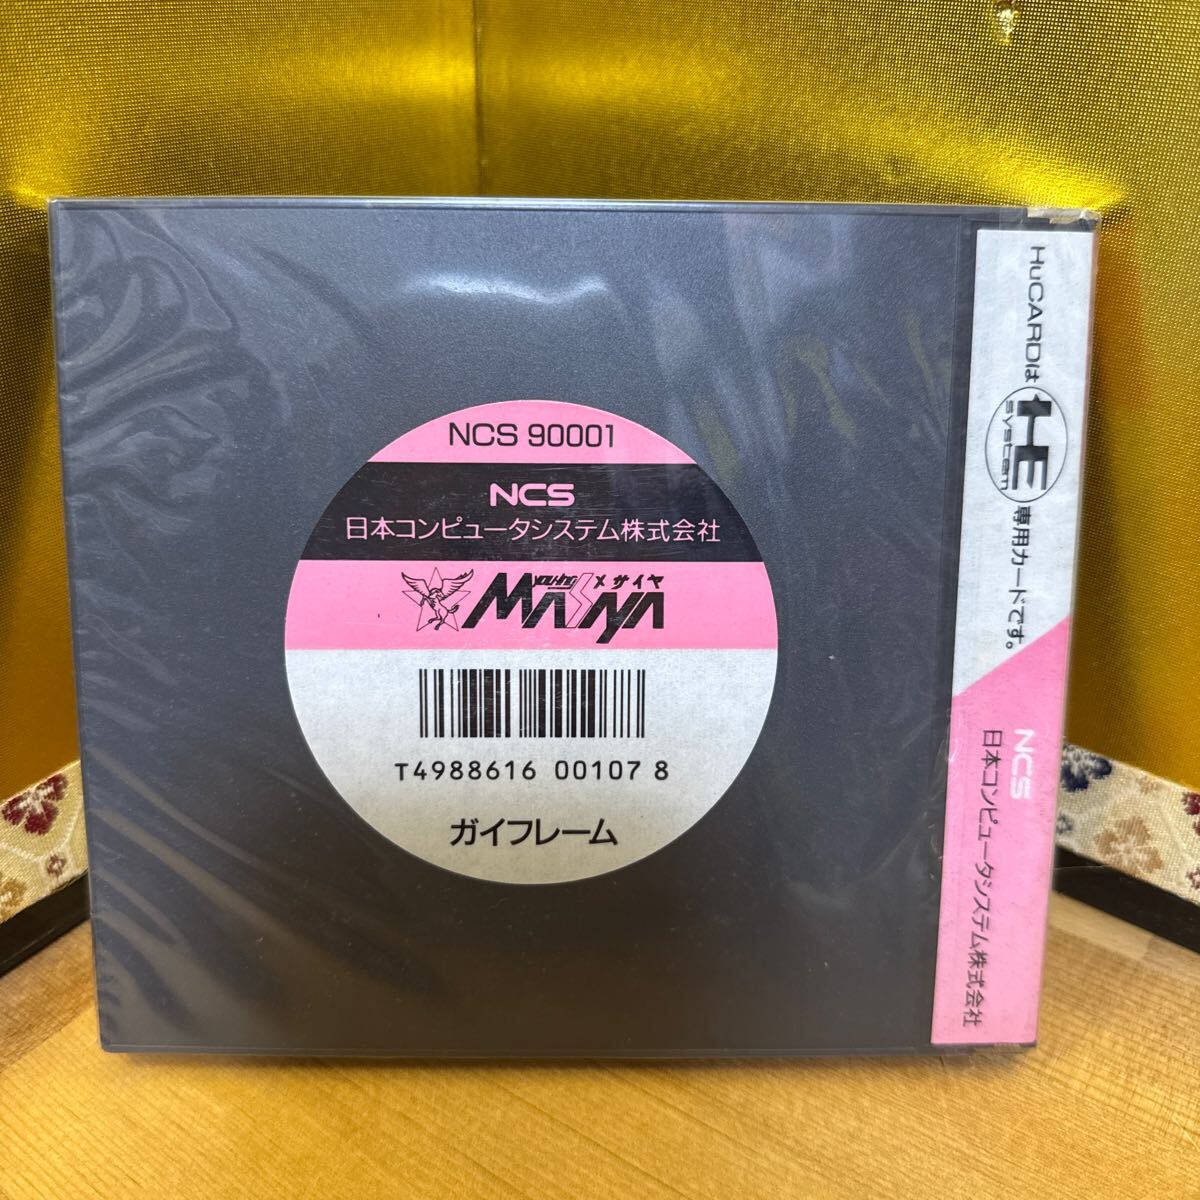 NCS 90001
NCS
日本コンピュータシステム株式会社
メサイヤ
MASAYA
T4988616 00107 8
ガイフレーム
HuCARDは HE system 専用カードです。
NCS
日本コンピュータシステム株式会社